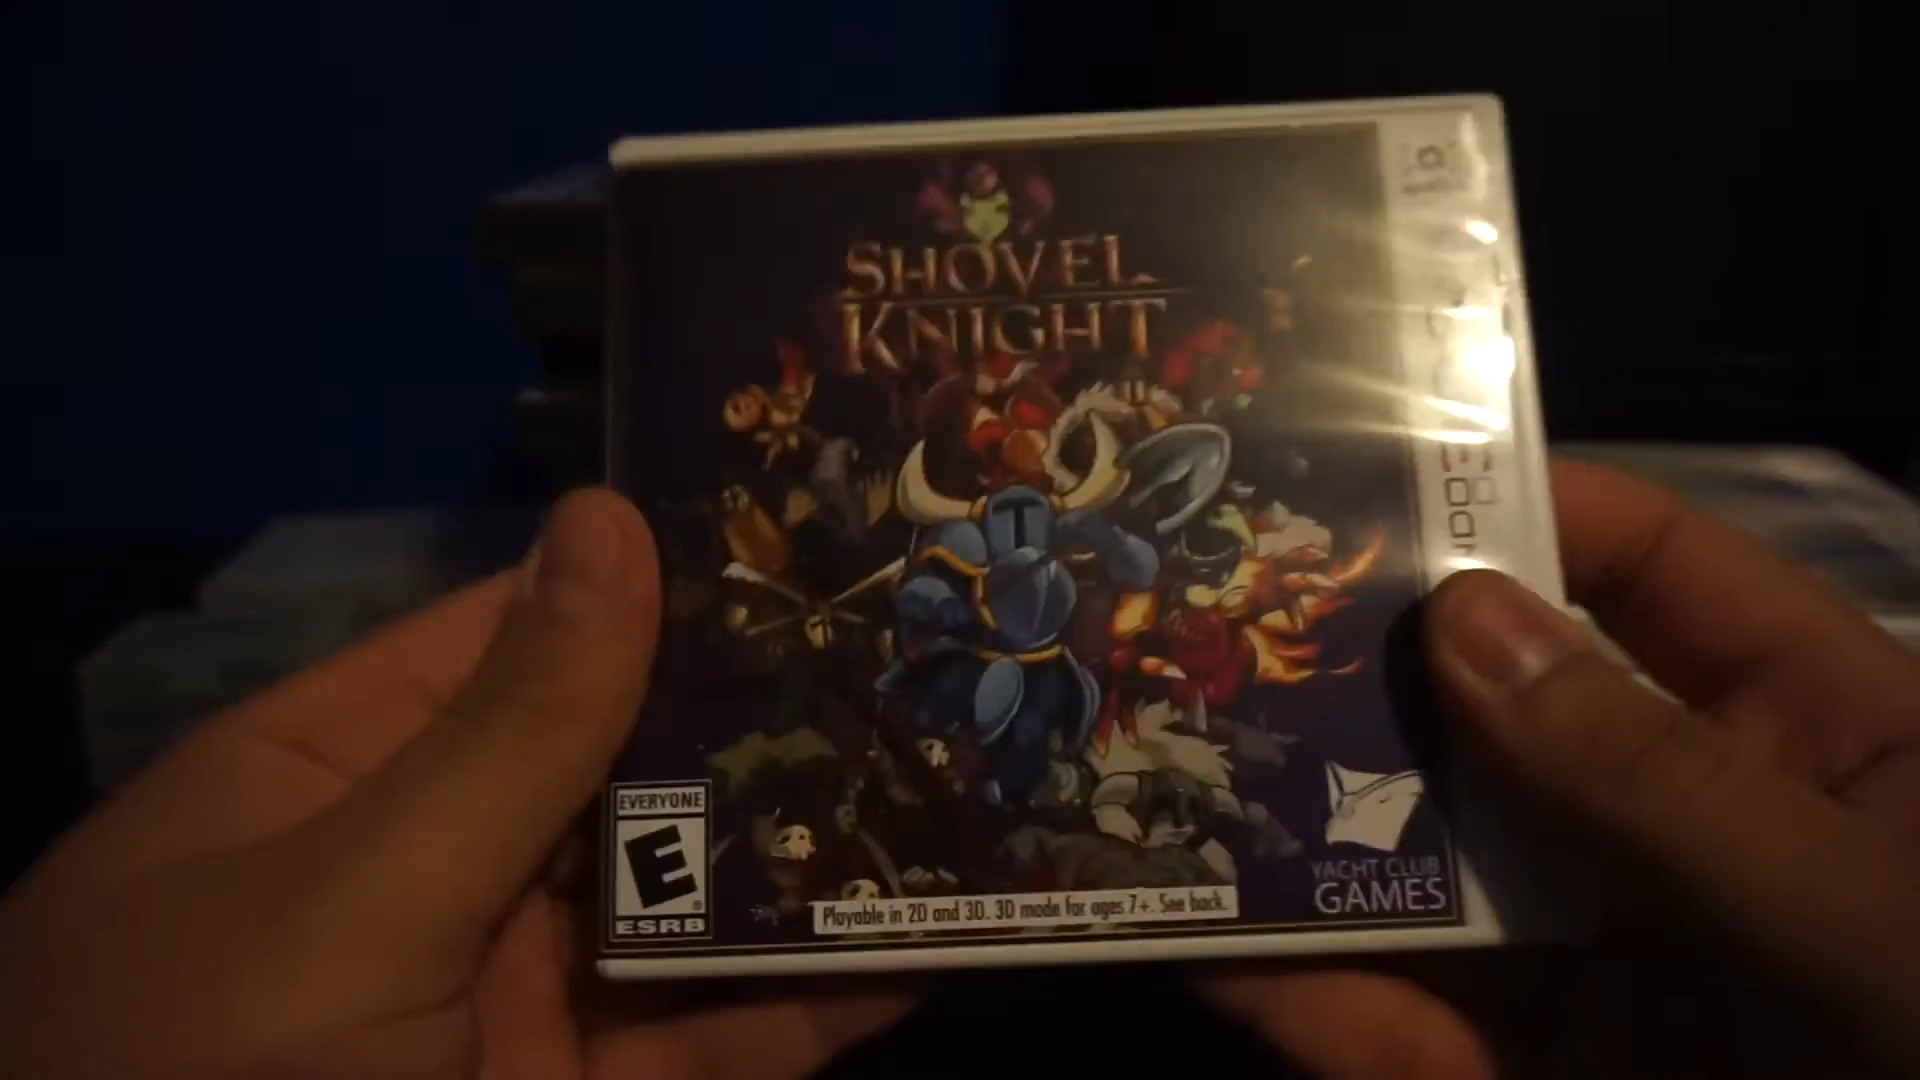 SHOVEL
KNIGHT
EVERYONE
E
ESRB
Playable in 2D and 3D. 3D mode for ages 7+. See back.
YACHT CLUB
GAMES